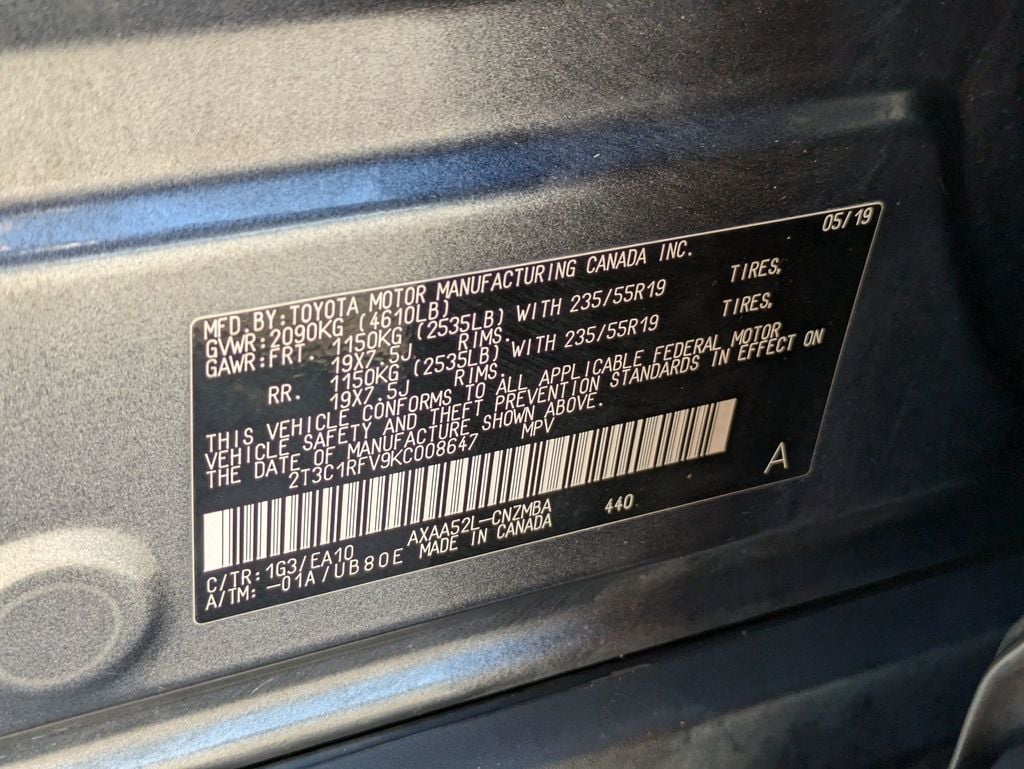 05/19
MFD.BY:TOYOTA MOTOR MANUFACTURING CANADA INC.
GVWR:2090KG (4610LB)
GAWR:FRT 1150KG (2535LB) WITH 235/55R19 TIRES,
19X7.5J RIMS.
RR. 1150KG (2535LB) WITH 235/55R19 TIRES,
19X7.5J RIMS.
THIS VEHICLE CONFORMS TO ALL APPLICABLE FEDERAL MOTOR
VEHICLE SAFETY AND THEFT PREVENTION STANDARDS IN EFFECT ON
THE DATE OF MANUFACTURE SHOWN ABOVE.
2T3C1RFV9KC008647 MPV
A
C/TR:1G3/EA10 AXAA52L-CNZMBA 440
A/TM:-01A/UB80E MADE IN CANADA